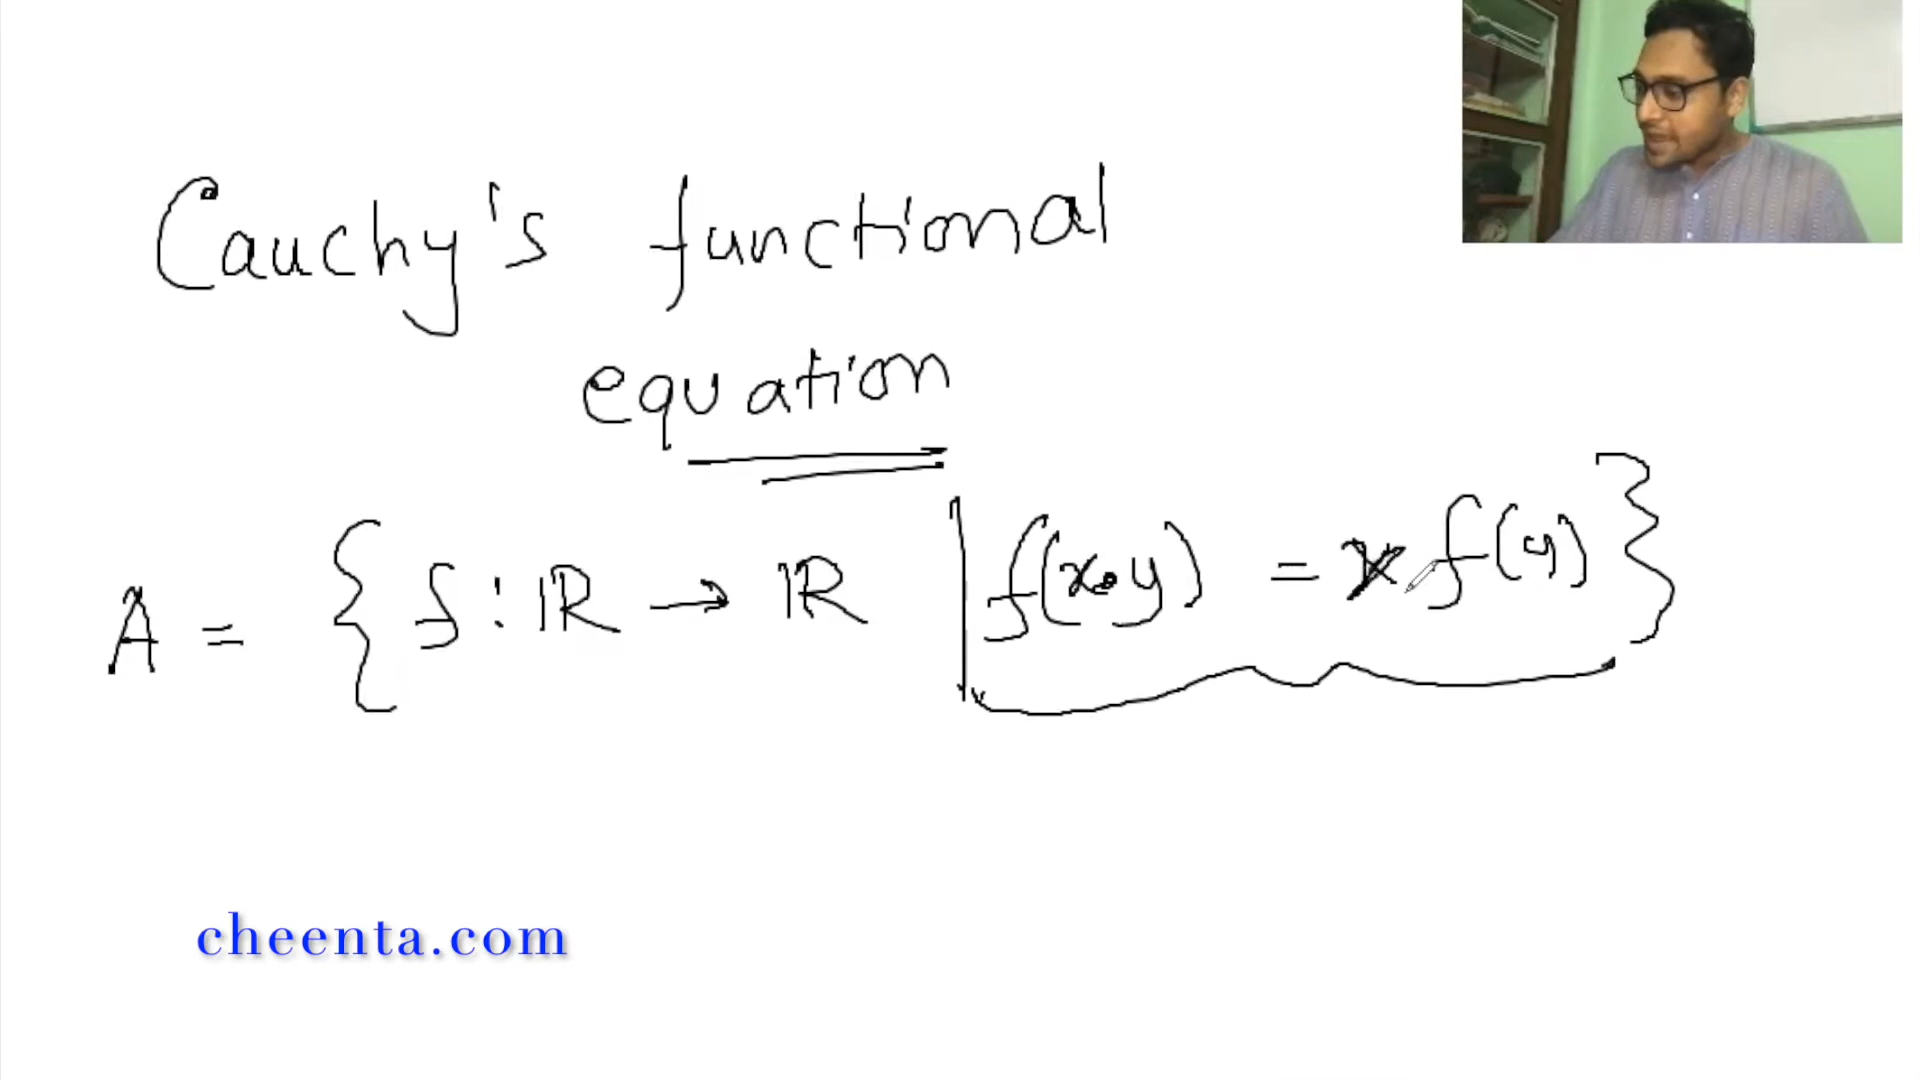 Cauchy's functional
equation
A = { f : ℝ → ℝ | f(x·y) = x·f(y) }
cheenta.com